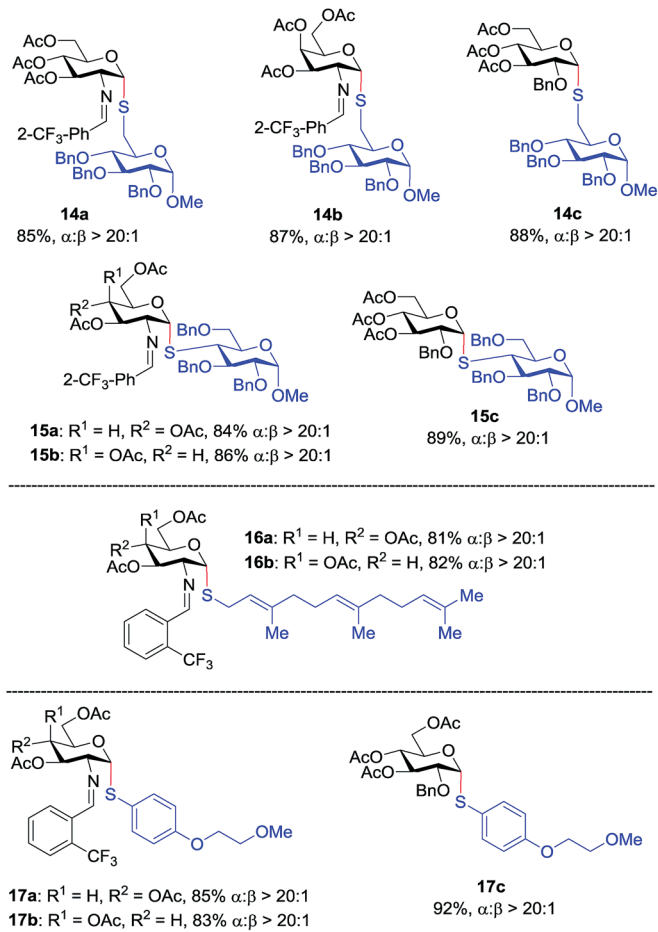 AcO
AcO
AcO
O
N
S
2-CF3-Ph
BnO
BnO
BnO
O
OMe
14a
85%, α:β > 20:1
AcO
OAc
AcO
O
N
S
2-CF3-Ph
BnO
BnO
BnO
O
OMe
14b
87%, α:β > 20:1
AcO
AcO
AcO
O
BnO
S
BnO
BnO
BnO
O
OMe
14c
88%, α:β > 20:1
R1
OAc
R2
AcO
O
N
S
2-CF3-Ph
BnO
BnO
BnO
O
OMe
15a: R1 = H, R2 = OAc, 84% α:β > 20:1
15b: R1 = OAc, R2 = H, 86% α:β > 20:1
AcO
AcO
AcO
O
BnO
S
BnO
BnO
BnO
O
OMe
15c
89%, α:β > 20:1
R1
OAc
R2
AcO
O
N
S
CF3
Me
Me
Me
Me
16a: R1 = H, R2 = OAc, 81% α:β > 20:1
16b: R1 = OAc, R2 = H, 82% α:β > 20:1
R1
OAc
R2
AcO
O
N
S
CF3
O
OMe
17a: R1 = H, R2 = OAc, 85% α:β > 20:1
17b: R1 = OAc, R2 = H, 83% α:β > 20:1
OAc
AcO
AcO
O
BnO
S
O
OMe
17c
92%, α:β > 20:1